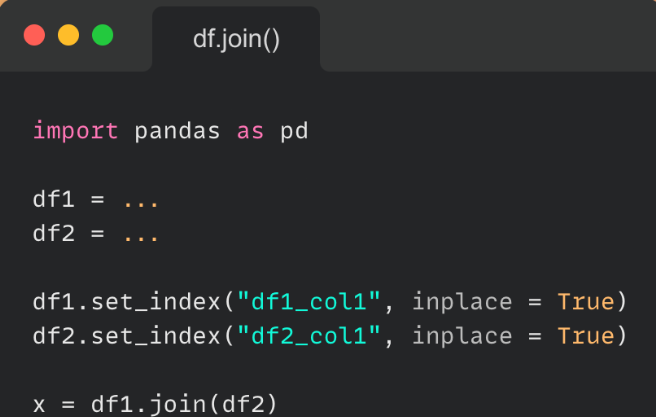 df.join()
import pandas as pd
df1 = ...
df2 = ...
df1.set_index("df1_col1", inplace = True)
df2.set_index("df2_col1", inplace = True)
x = df1.join(df2)